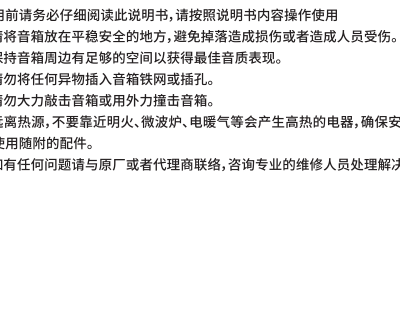 用前请务必仔细阅读此说明书,请按照说明书内容操作使用
请将音箱放在平稳安全的地方,避免掉落造成损伤或者造成人员受伤。
保持音箱周边有足够的空间以获得最佳音质表现。
请勿将任何异物插入音箱铁网或插孔。
请勿大力敲击音箱或用外力撞击音箱。
远离热源,不要靠近明火、微波炉、电暖气等会产生高热的电器,确保安
使用随附的配件。
如有任何问题请与原厂或者代理商联络,咨询专业的维修人员处理解决